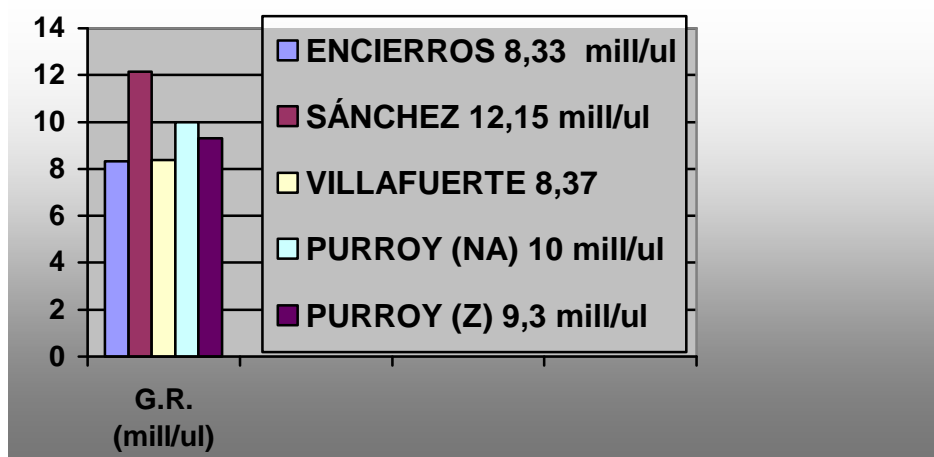 14
12
10
8
6
4
2
0
G.R.
(mill/ul)
ENCIERROS 8,33 mill/ul
SÁNCHEZ 12,15 mill/ul
VILLAFUERTE 8,37
PURROY (NA) 10 mill/ul
PURROY (Z) 9,3 mill/ul